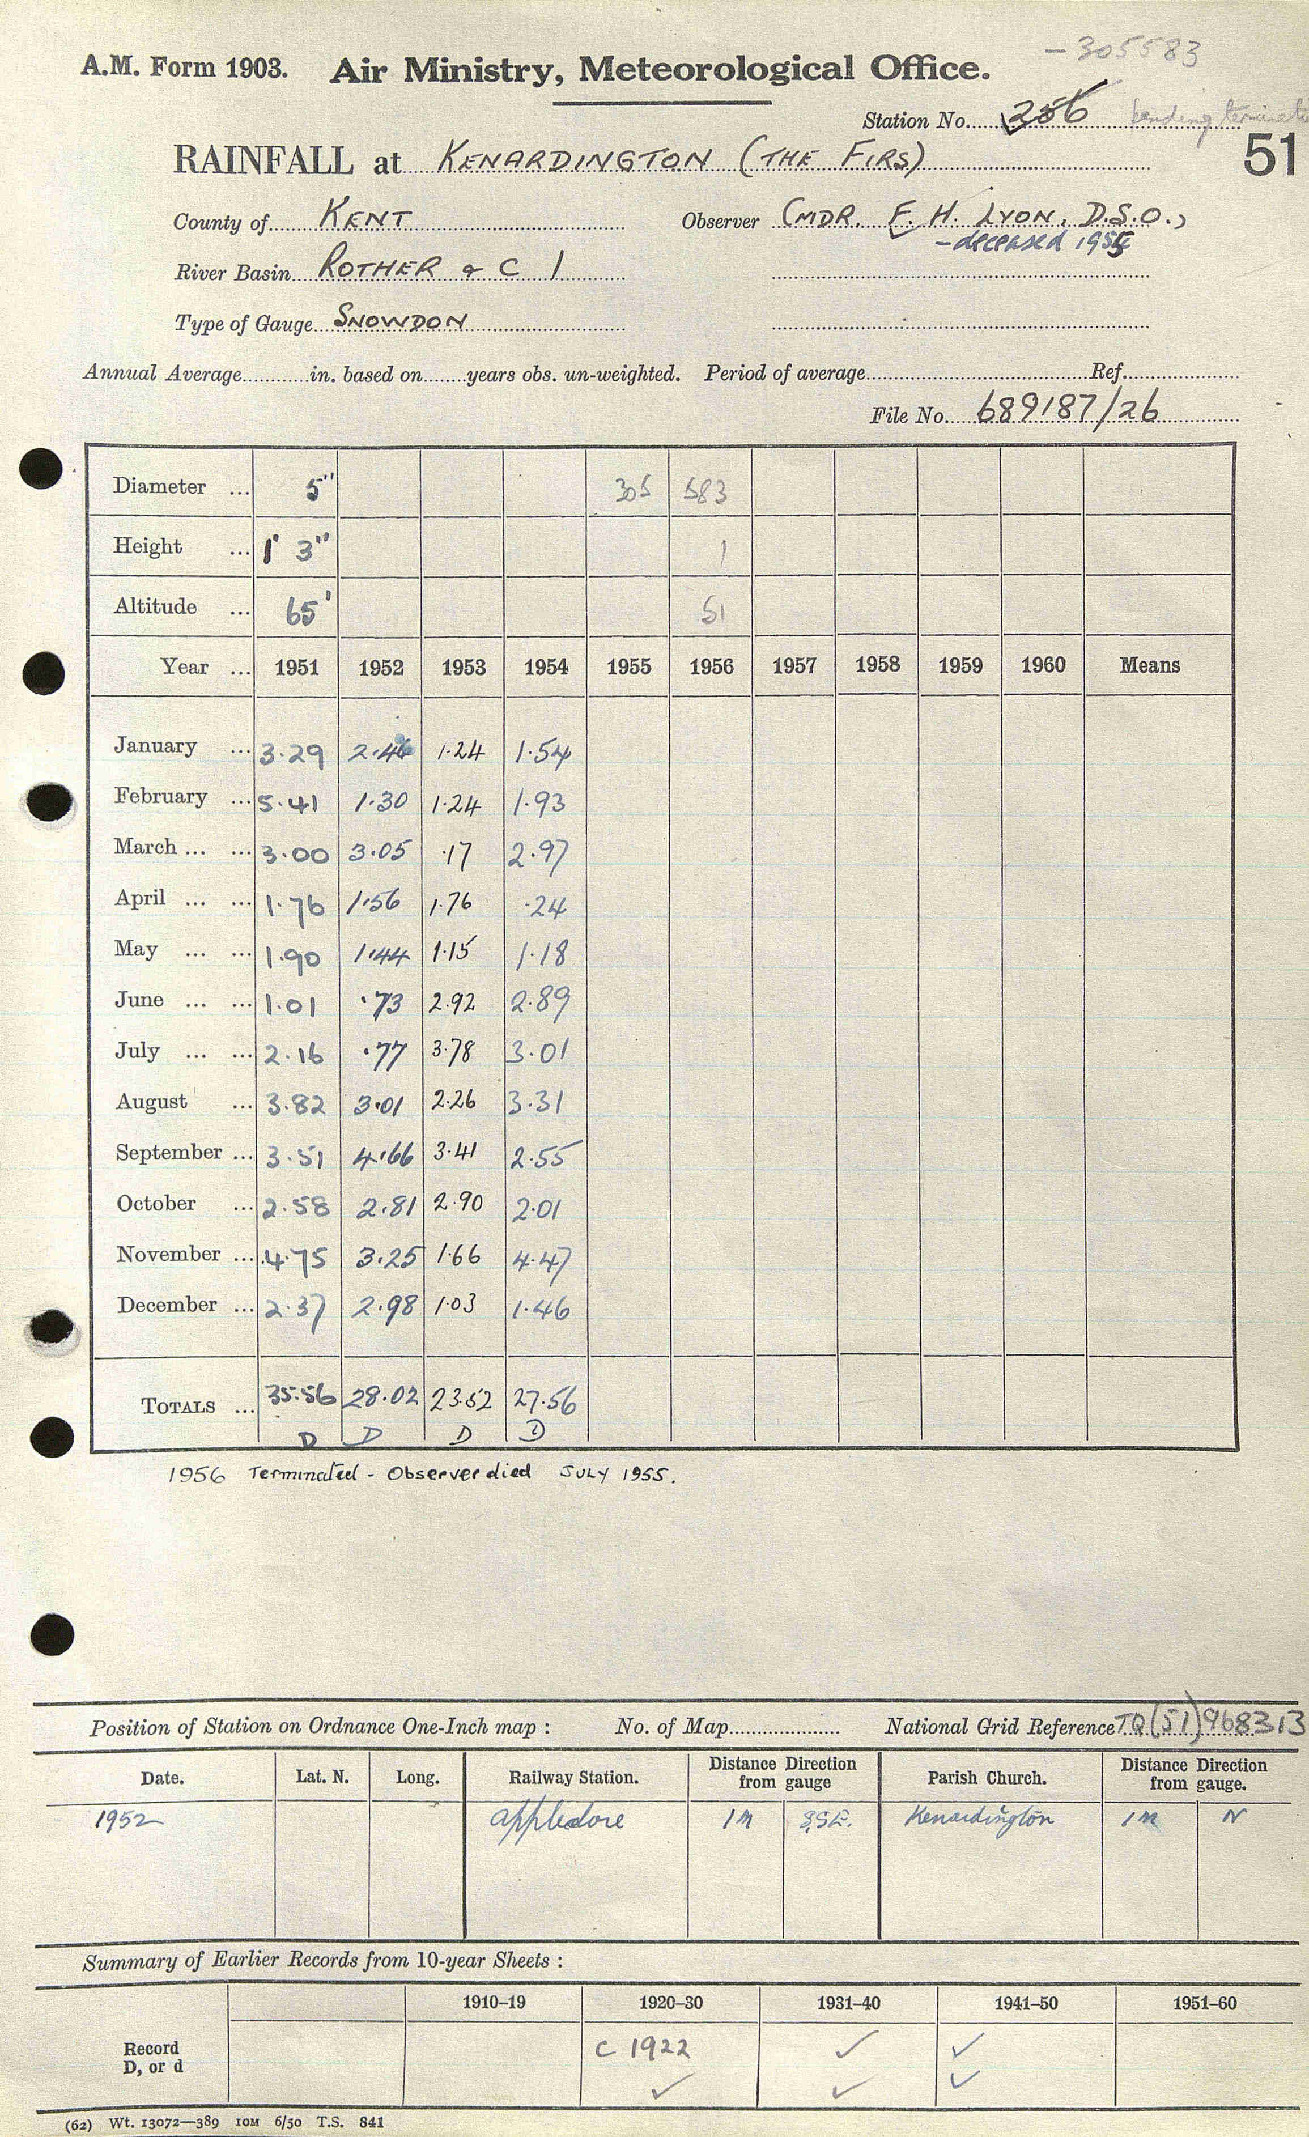 - 305583
A.M. Form 1903. Air Ministry, Meteorological Office.
Station No. 356 pending
51
RAINFALL at KENARDINGTON (THE FIRS)
County of KENT Observer CMDR. F. H. LYON, D.S.O.,
- deceased 1955
River Basin ROTHER & C 1
Type of Gauge SNOWDON
Annual Average in. based on years obs. un-weighted. Period of average Ref.
File No. 689187/26
Diameter ... 5" 305 583
Height ... 1' 3" 1
Altitude ... 65' 51
Year ... 1951 1952 1953 1954 1955 1956 1957 1958 1959 1960 Means
January ... 3.29 2.46 1.24 1.54
February ... 5.41 1.30 1.24 1.93
March ... ... 3.00 3.05 .17 2.97
April ... ... 1.76 1.56 1.76 .24
May ... ... 1.90 1.44 1.15 1.18
June ... ... 1.01 .73 2.92 2.89
July ... ... 2.16 .77 3.78 3.01
August ... 3.82 3.01 2.26 3.31
September ... 3.51 4.66 3.41 2.55
October ... 2.58 2.81 2.90 2.01
November ... 4.75 3.25 1.66 4.47
December ... 2.37 2.98 1.03 1.46
TOTALS ... 35.56 28.02 23.52 27.56
D D D D
1956 Terminated - Observer died JULY 1955.
Position of Station on Ordnance One-Inch map : No. of Map National Grid Reference TQ(51)968313
Date. Lat. N. Long. Railway Station. Distance from gauge Direction Parish Church. Distance from gauge. Direction
1952 Appledore 1 M S.S.E. Kenardington 1 M N
Summary of Earlier Records from 10-year Sheets :
1910–19 1920–30 1931–40 1941–50 1951–60
Record C 1922 ✓ ✓
D, or d ✓ ✓ ✓
(62) Wt. 13072—389 10M 6/50 T.S. 841